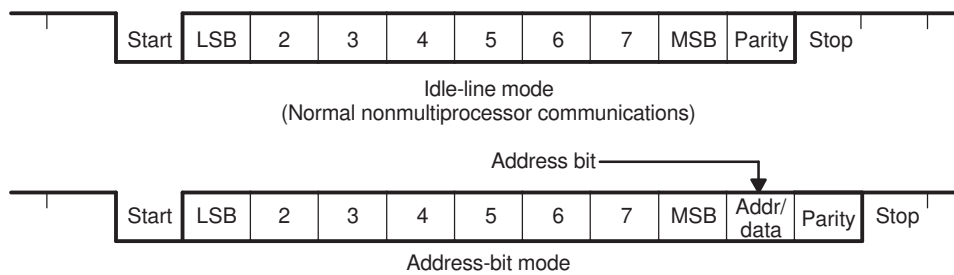 Start LSB 2 3 4 5 6 7 MSB Parity Stop
Idle-line mode
(Normal nonmultiprocessor communications)
Address bit
Start LSB 2 3 4 5 6 7 MSB Addr/ data Parity Stop
Address-bit mode